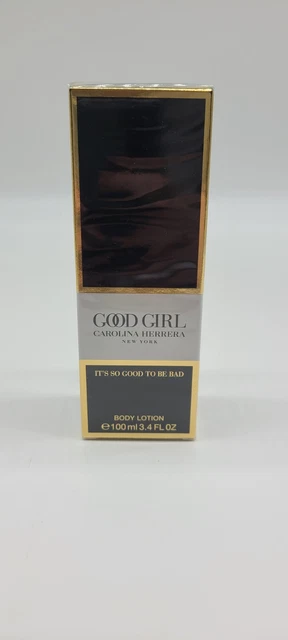 GOOD GIRL
CAROLINA HERRERA
NEW YORK
IT'S SO GOOD TO BE BAD
BODY LOTION
℮100 ml 3.4 FL OZ